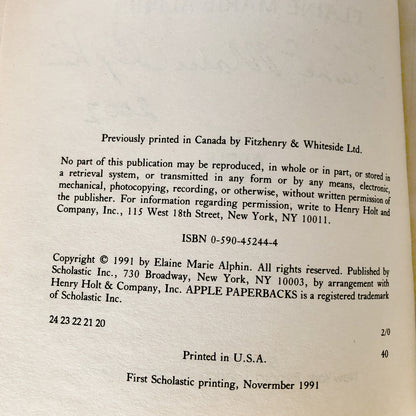 Previously printed in Canada by Fitzhenry & Whiteside Ltd.
No part of this publication may be reproduced, in whole or in part, or stored in
a retrieval system, or transmitted in any form or by any means, electronic,
mechanical, photocopying, recording, or otherwise, without written permission of
the publisher. For information regarding permission, write to Henry Holt and
Company, Inc., 115 West 18th Street, New York, NY 10011.
ISBN 0-590-45244-4
Copyright © 1991 by Elaine Marie Alphin. All rights reserved. Published by
Scholastic Inc., 730 Broadway, New York, NY 10003, by arrangement with
Henry Holt & Company, Inc. APPLE PAPERBACKS is a registered trademark
of Scholastic Inc.
24 23 22 21 20
2/0
Printed in U.S.A.
40
First Scholastic printing, Novermber 1991